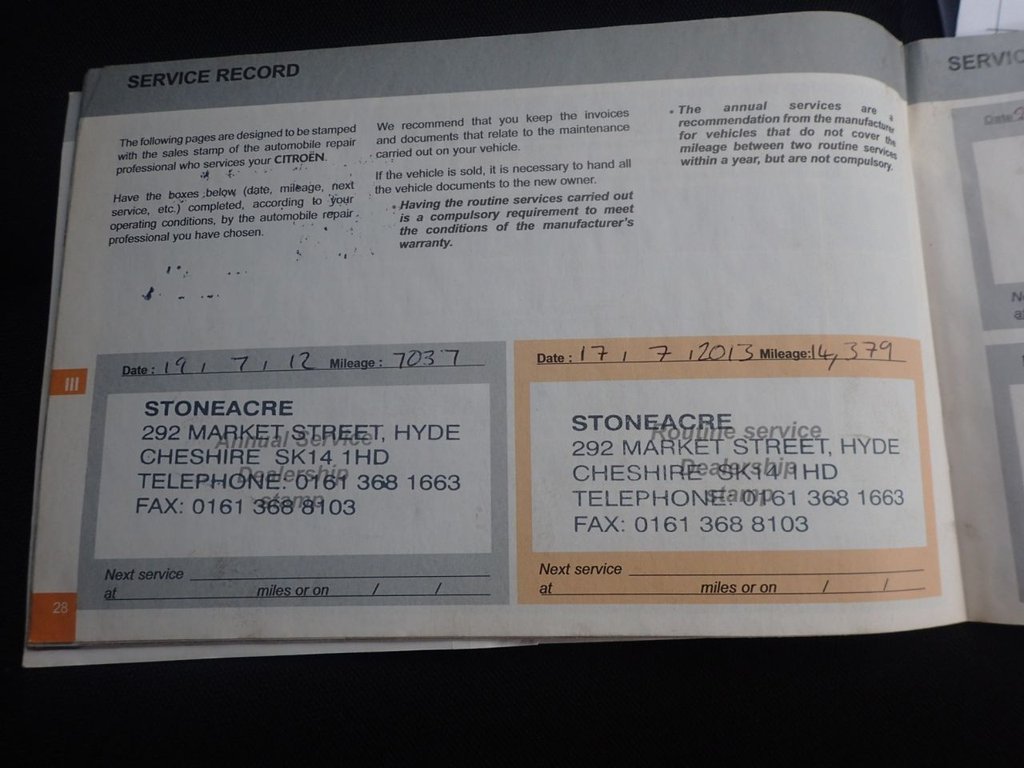 SERVICE RECORD
The following pages are designed to be stamped
with the sales stamp of the automobile repair
professional who services your CITROËN.
Have the boxes below (date, mileage, next
service, etc.) completed, according to your
operating conditions, by the automobile repair
professional you have chosen.
We recommend that you keep the invoices
and documents that relate to the maintenance
carried out on your vehicle.
If the vehicle is sold, it is necessary to hand all
the vehicle documents to the new owner.
• Having the routine services carried out
is a compulsory requirement to meet
the conditions of the manufacturer's
warranty.
• The annual services are a
recommendation from the manufacturer
for vehicles that do not cover the
mileage between two routine services
within a year, but are not compulsory.
III
Date : 19 / 7 / 12 Mileage : 7037
Annual Service
Dealership
stamp
STONEACRE
292 MARKET STREET, HYDE
CHESHIRE SK14 1HD
TELEPHONE: 0161 368 1663
FAX: 0161 368 8103
Next service
at miles or on / /
Date : 17 / 7 / 2013 Mileage: 14,379
Routine service
Dealership
stamp
STONEACRE
292 MARKET STREET, HYDE
CHESHIRE SK14 1HD
TELEPHONE: 0161 368 1663
FAX: 0161 368 8103
Next service
at miles or on / /
28
SERVIC
Date